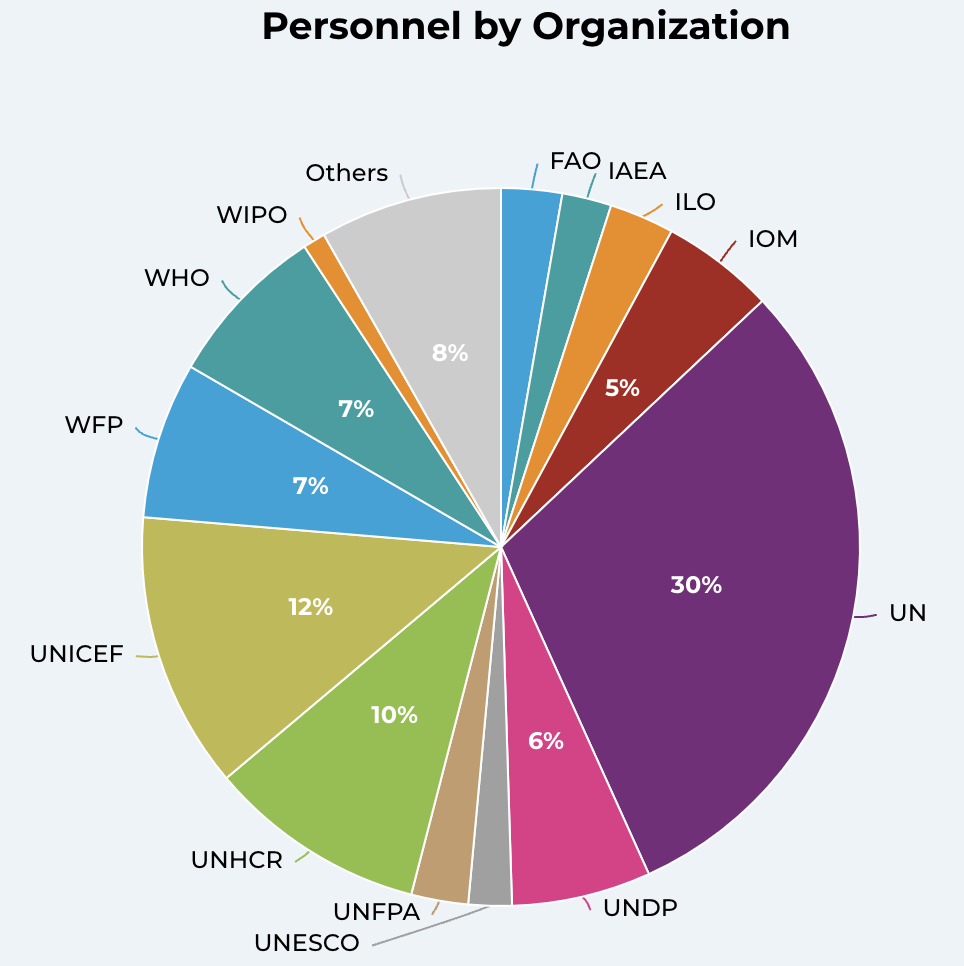 Personnel by Organization
FAO
IAEA
Others
ILO
WIPO
IOM
WHO
8%
5%
7%
WFP
7%
30%
12%
UN
UNICEF
10%
6%
UNHCR
UNDP
UNFPA
UNESCO